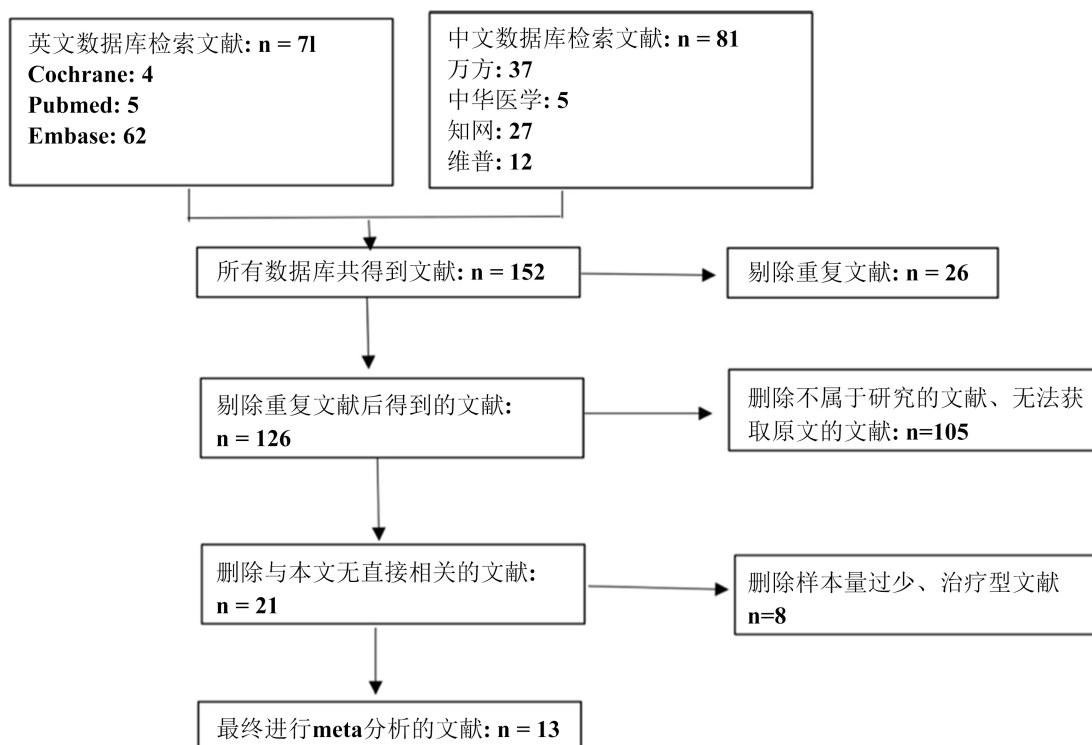 英文数据库检索文献: n = 7l
Cochrane: 4
Pubmed: 5
Embase: 62
中文数据库检索文献: n = 81
万方: 37
中华医学: 5
知网: 27
维普: 12
所有数据库共得到文献: n = 152
剔除重复文献: n = 26
剔除重复文献后得到的文献:
n = 126
删除不属于研究的文献、无法获
取原文的文献: n=105
删除与本文无直接相关的文献:
n = 21
删除样本量过少、治疗型文献
n=8
最终进行meta分析的文献: n = 13